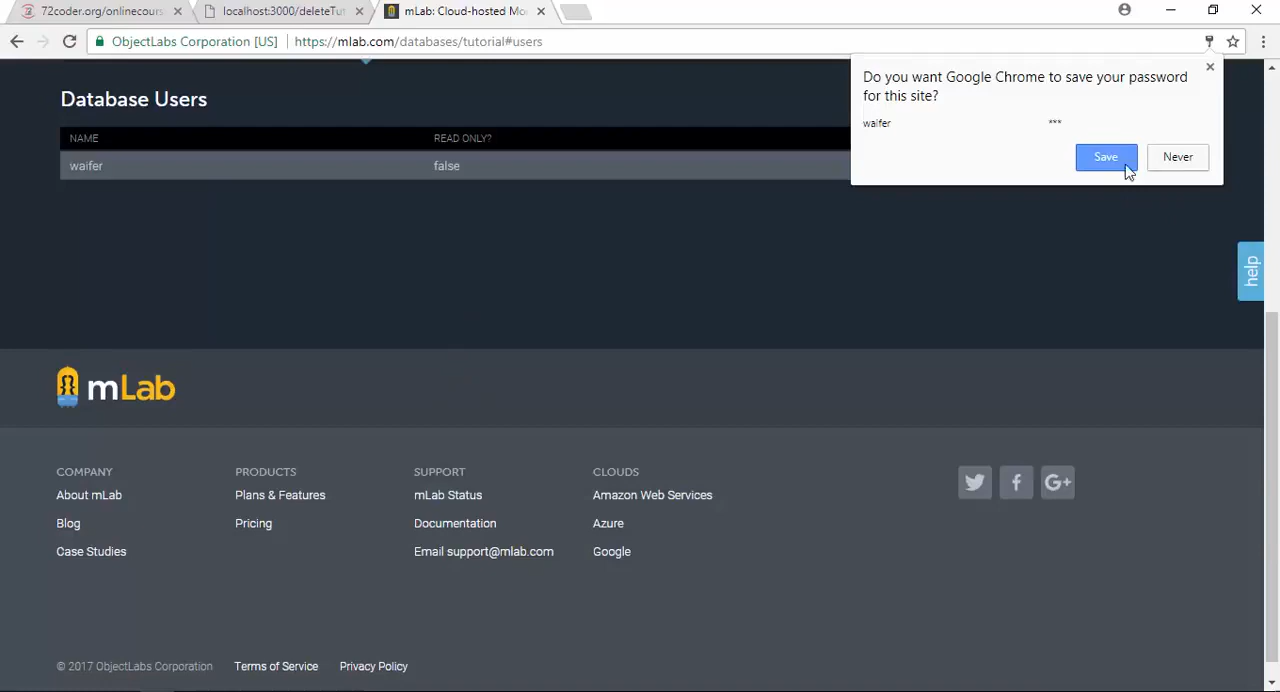 72coder.org/onlinecours
localhost:3000/deleteTut
mLab: Cloud-hosted Mo
ObjectLabs Corporation [US]
https://mlab.com/databases/tutorial#users
Do you want Google Chrome to save your password
for this site?
waifer ***
Save Never
Database Users
NAME READ ONLY?
waifer false
help
mLab
COMPANY PRODUCTS SUPPORT CLOUDS
About mLab Plans & Features mLab Status Amazon Web Services
Blog Pricing Documentation Azure
Case Studies Email support@mlab.com Google
G+
© 2017 ObjectLabs Corporation Terms of Service Privacy Policy